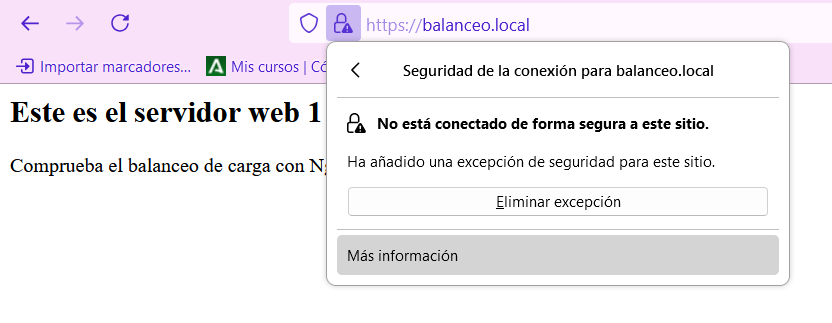 https://balanceo.local
Importar marcadores...
Mis cursos | Có
Seguridad de la conexión para balanceo.local
Este es el servidor web 1
No está conectado de forma segura a este sitio.
Comprueba el balanceo de carga con
Ha añadido una excepción de seguridad para este sitio.
Eliminar excepción
Más información